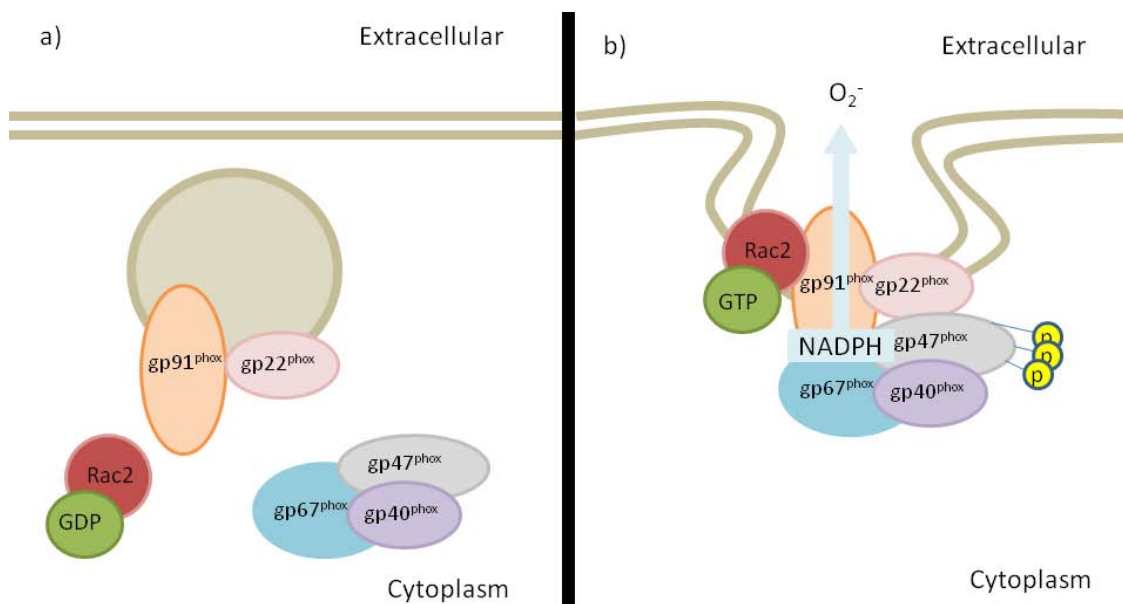 a)
Extracellular
gp91phox
gp22phox
Rac2
GDP
gp47phox
gp67phox
gp40phox
Cytoplasm
b)
Extracellular
O2-
Rac2
GTP
gp91phox
gp22phox
NADPH
gp47phox
p
p
p
gp67phox
gp40phox
Cytoplasm